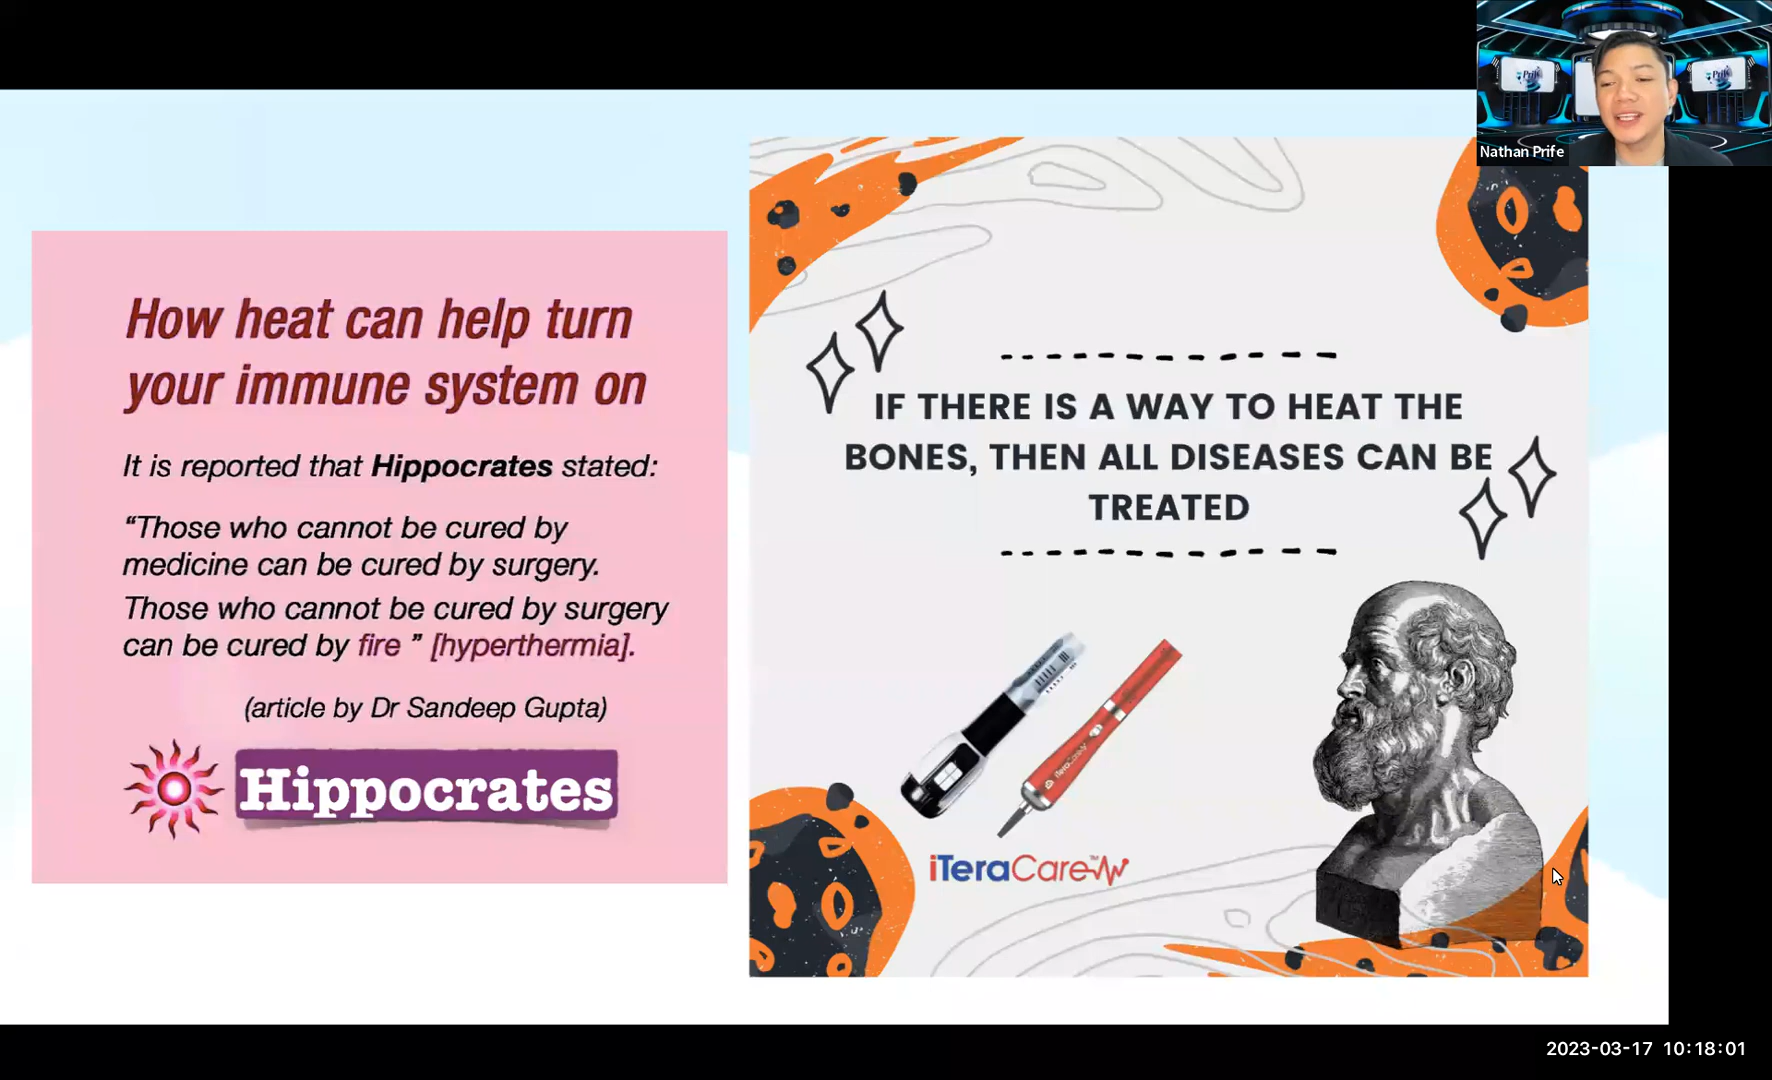 How heat can help turn
your immune system on
It is reported that Hippocrates stated:
“Those who cannot be cured by
medicine can be cured by surgery.
Those who cannot be cured by surgery
can be cured by fire ” [hyperthermia].
(article by Dr Sandeep Gupta)
Hippocrates
IF THERE IS A WAY TO HEAT THE
BONES, THEN ALL DISEASES CAN BE
TREATED
iTeraCare
iTeraCare™
Prife
Prife
Nathan Prife
2023-03-17 10:18:01